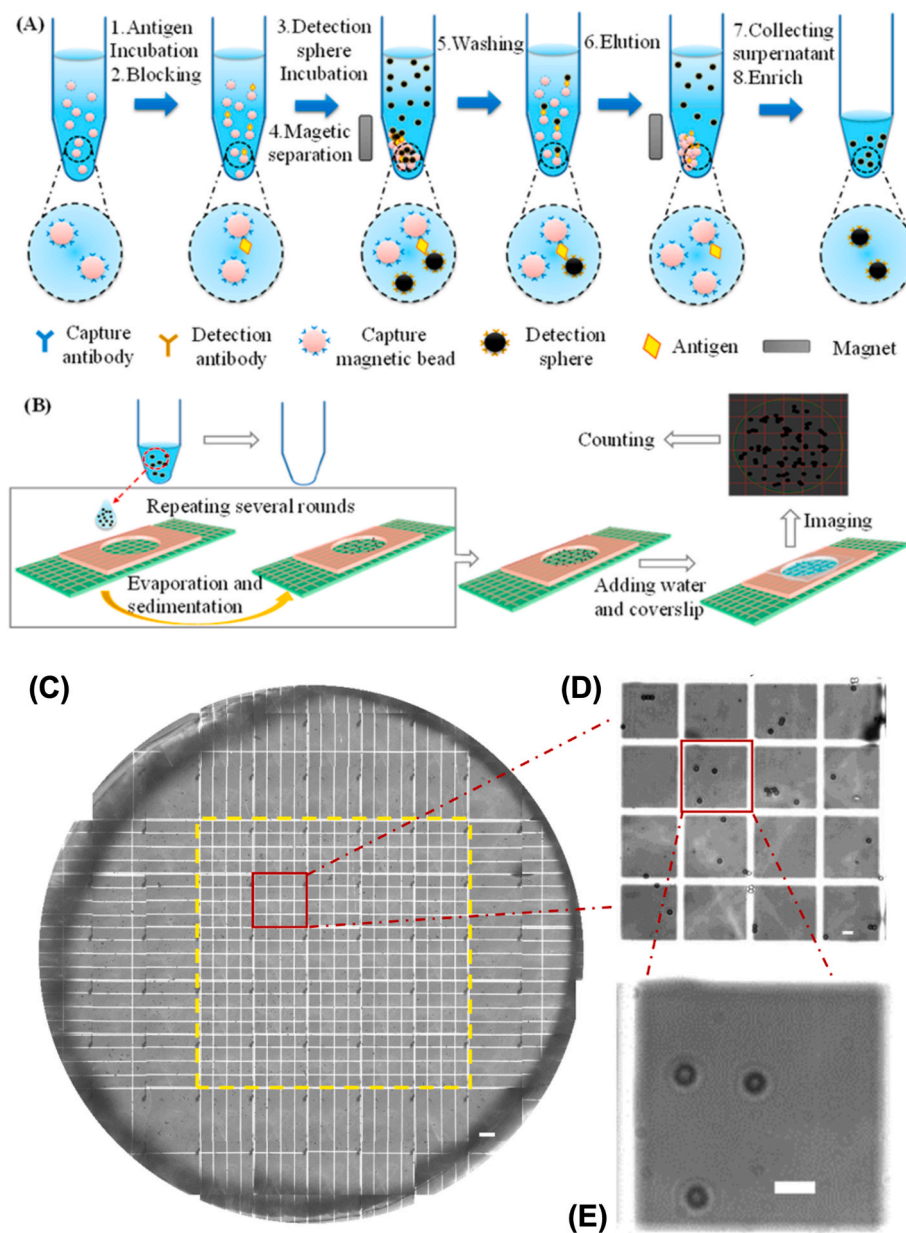 (A)
1.Antigen
Incubation
2.Blocking
3.Detection
sphere
Incubation
4.Magetic
separation
5.Washing
6.Elution
7.Collecting
surpernatant
8.Enrich
Capture
antibody
Detection
antibody
Capture
magnetic bead
Detection
sphere
Antigen
Magnet
(B)
Repeating several rounds
Evaporation and
sedimentation
Adding water
and coverslip
Imaging
Counting
(C)
(D)
(E)